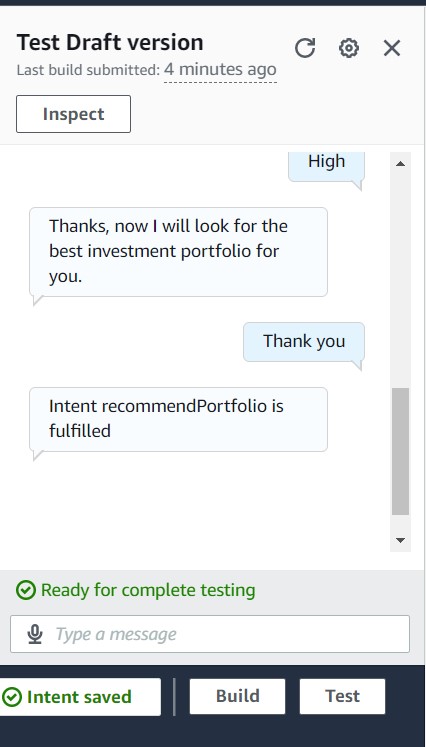 Test Draft version
Last build submitted: 4 minutes ago
Inspect
High
Thanks, now I will look for the
best investment portfolio for
you.
Thank you
Intent recommendPortfolio is
fulfilled
Ready for complete testing
Type a message
Intent saved
Build
Test